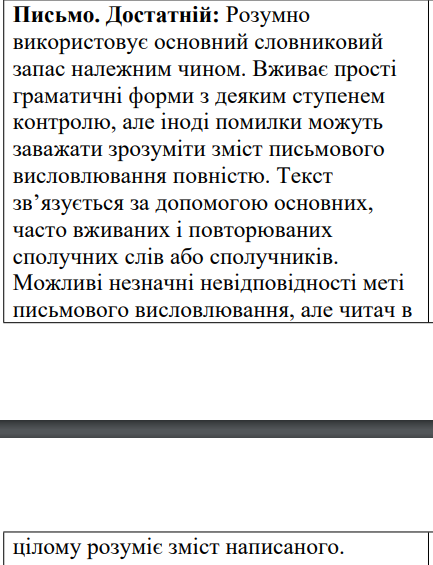 Письмо. Достатній: Розумно
використовує основний словниковий
запас належним чином. Вживає прості
граматичні форми з деяким ступенем
контролю, але іноді помилки можуть
заважати зрозуміти зміст письмового
висловлювання повністю. Текст
зв’язується за допомогою основних,
часто вживаних і повторюваних
сполучних слів або сполучників.
Можливі незначні невідповідності меті
письмового висловлювання, але читач в
цілому розуміє зміст написаного.